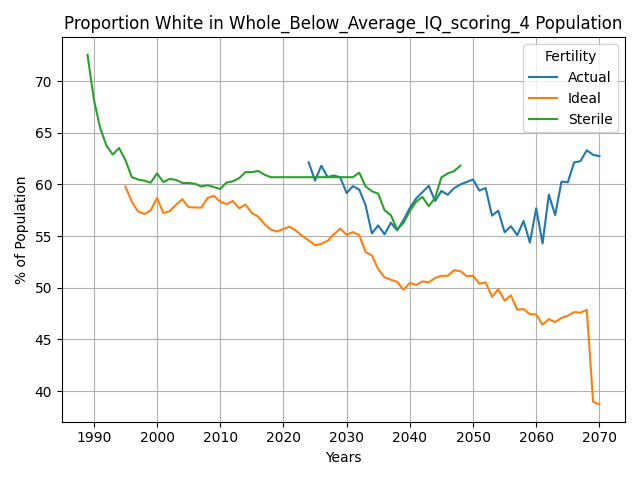 Proportion White in Whole_Below_Average_IQ_scoring_4 Population
Fertility
Actual
Ideal
Sterile
% of Population
70
65
60
55
50
45
40
1990
2000
2010
2020
2030
2040
2050
2060
2070
Years